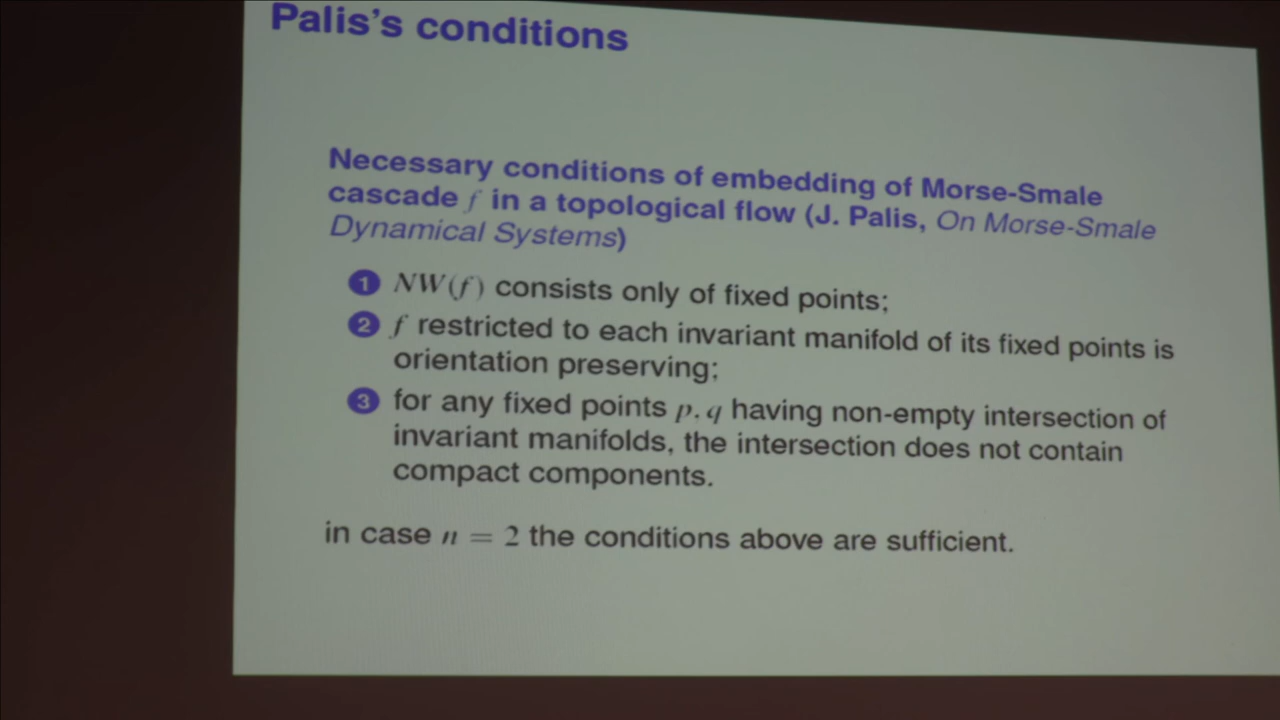 Palis's conditions
Necessary conditions of embedding of Morse-Smale
cascade f in a topological flow (J. Palis, On Morse-Smale
Dynamical Systems)
1 NW(f) consists only of fixed points;
2 f restricted to each invariant manifold of its fixed points is
orientation preserving;
3 for any fixed points p, q having non-empty intersection of
invariant manifolds, the intersection does not contain
compact components.
in case n = 2 the conditions above are sufficient.